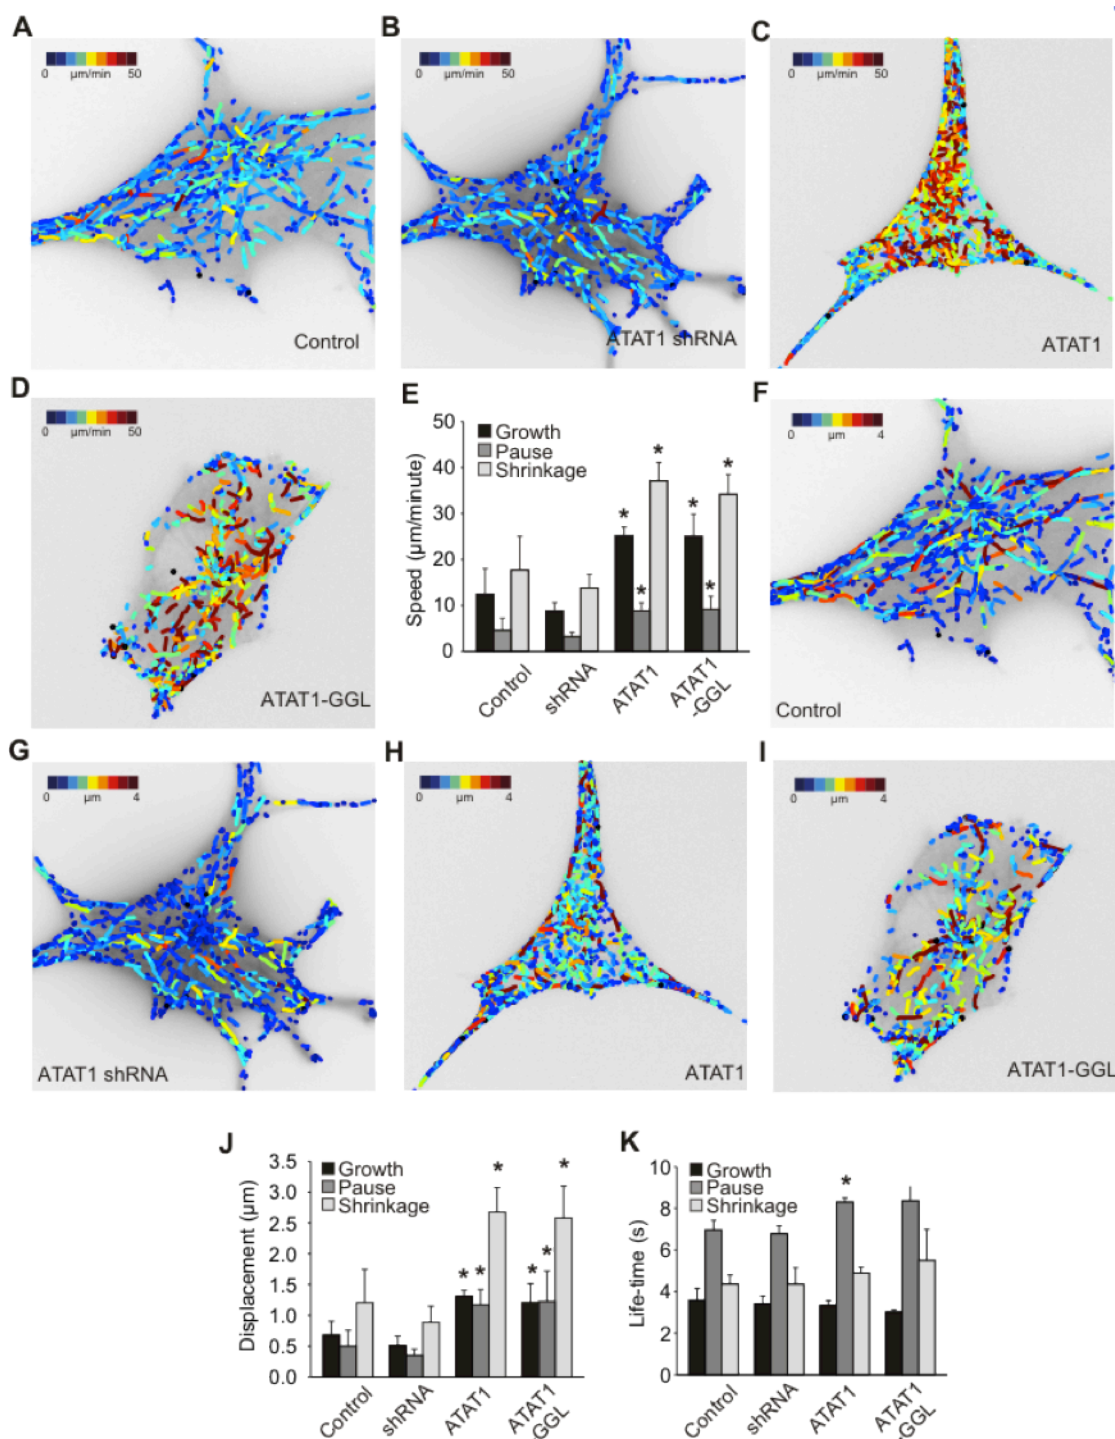 A
0 µm/min 50
Control
B
0 µm/min 50
ATAT1 shRNA
C
0 µm/min 50
ATAT1
D
0 µm/min 50
ATAT1-GGL
E
50
40
30
20
10
0
Speed (µm/minute)
Growth
Pause
Shrinkage
* * * * * *
Control
shRNA
ATAT1
ATAT1
-GGL
F
0 µm 4
Control
G
0 µm 4
ATAT1 shRNA
H
0 µm 4
ATAT1
I
0 µm 4
ATAT1-GGL
J
3.5
3.0
2.5
2.0
1.5
1.0
0.5
0.0
Displacement (µm)
Growth
Pause
Shrinkage
* * * * * *
Control
shRNA
ATAT1
ATAT1
-GGL
K
10
8
6
4
2
0
Life-time (s)
Growth
Pause
Shrinkage
*
Control
shRNA
ATAT1
ATAT1
-GGL